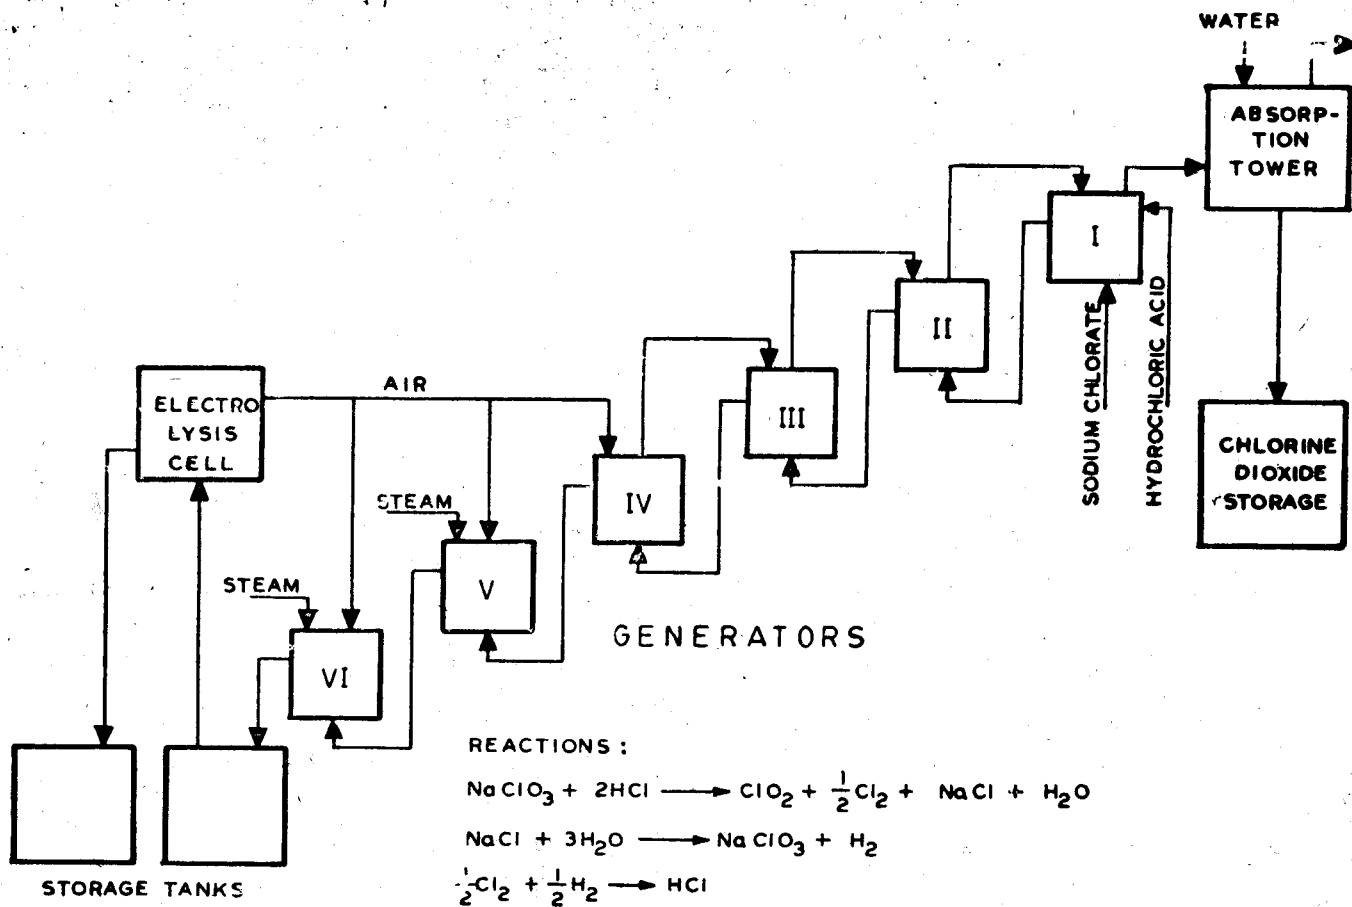 WATER
ABSORP-
TION
TOWER
I
II
SODIUM CHLORATE
HYDROCHLORIC ACID
AIR
ELECTRO
LYSIS
CELL
III
CHLORINE
DIOXIDE
STORAGE
STEAM
IV
STEAM
V
GENERATORS
VI
REACTIONS :
NaClO₃ + 2HCl → ClO₂ + ½Cl₂ + NaCl + H₂O
NaCl + 3H₂O → NaClO₃ + H₂
½Cl₂ + ½H₂ → HCl
STORAGE TANKS